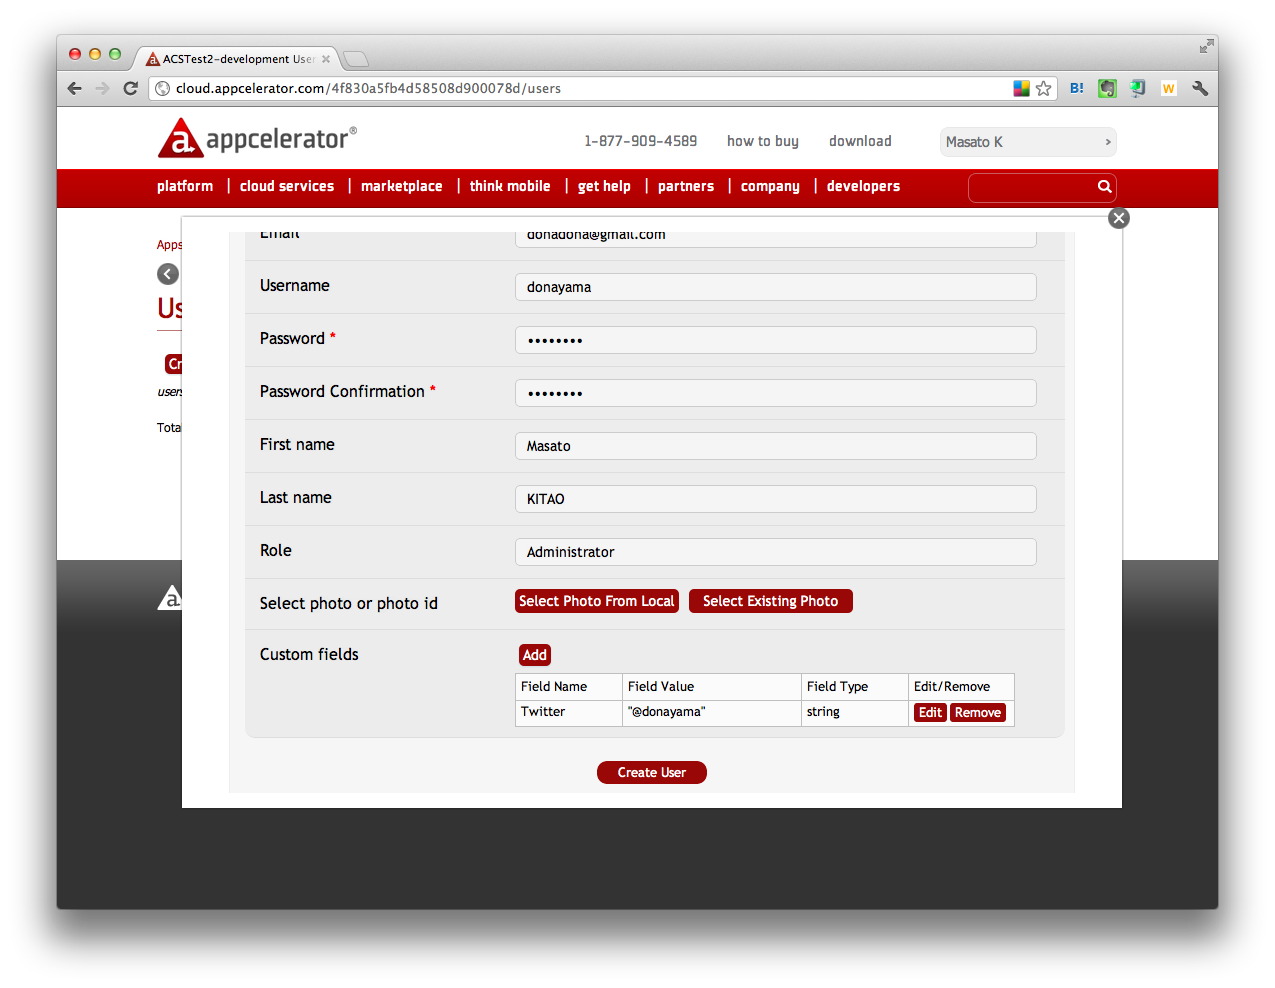 ACSTest2-development User
cloud.appcelerator.com/4f830a5fb4d58508d900078d/users
B!
W
appcelerator®
1-877-909-4589
how to buy
download
Masato K
platform | cloud services | marketplace | think mobile | get help | partners | company | developers
Apps
Us
Cr
users
Tota
Email
donadona@gmail.com
Username
donayama
Password *
••••••••
Password Confirmation *
••••••••
First name
Masato
Last name
KITAO
Role
Administrator
Select photo or photo id
Select Photo From Local
Select Existing Photo
Custom fields
Add
Field Name Field Value Field Type Edit/Remove
Twitter "@donayama" string Edit Remove
Create User